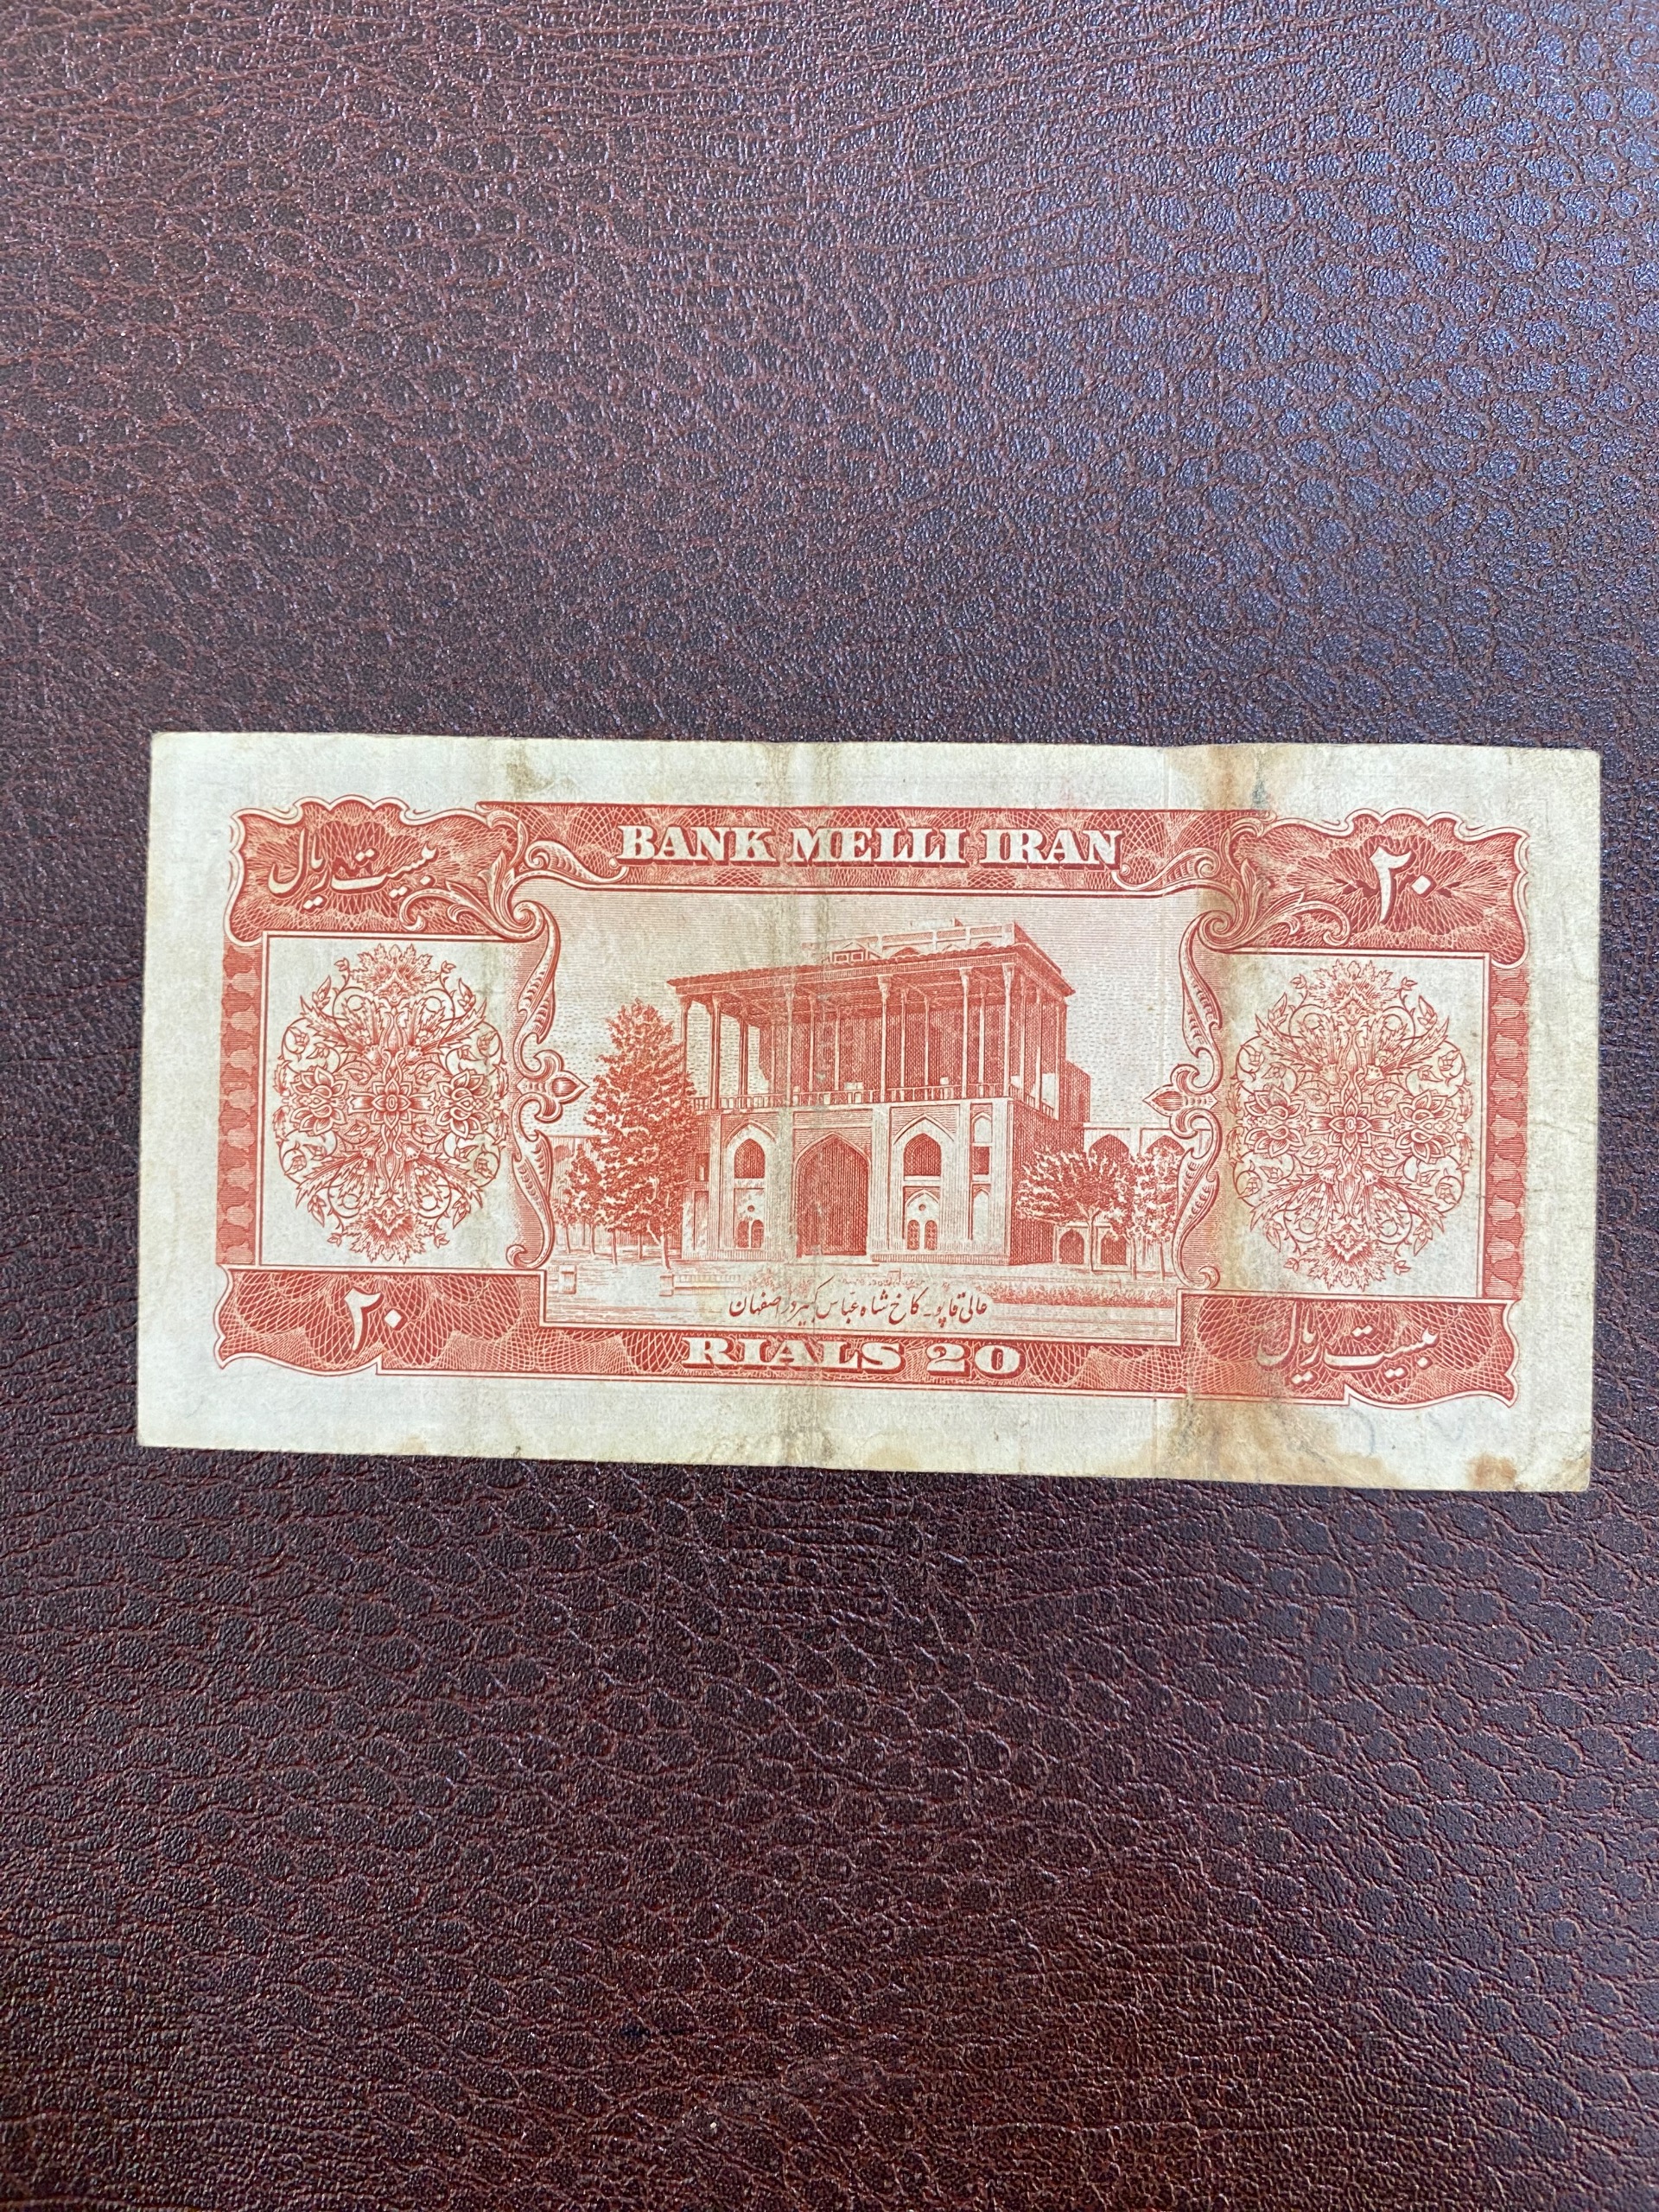 BANK MELLI IRAN
بیست ریال
۲۰
عالی قاپو - کاخ شاه عباس کبیر در اصفهان
۲۰
RIALS 20
بیست ریال